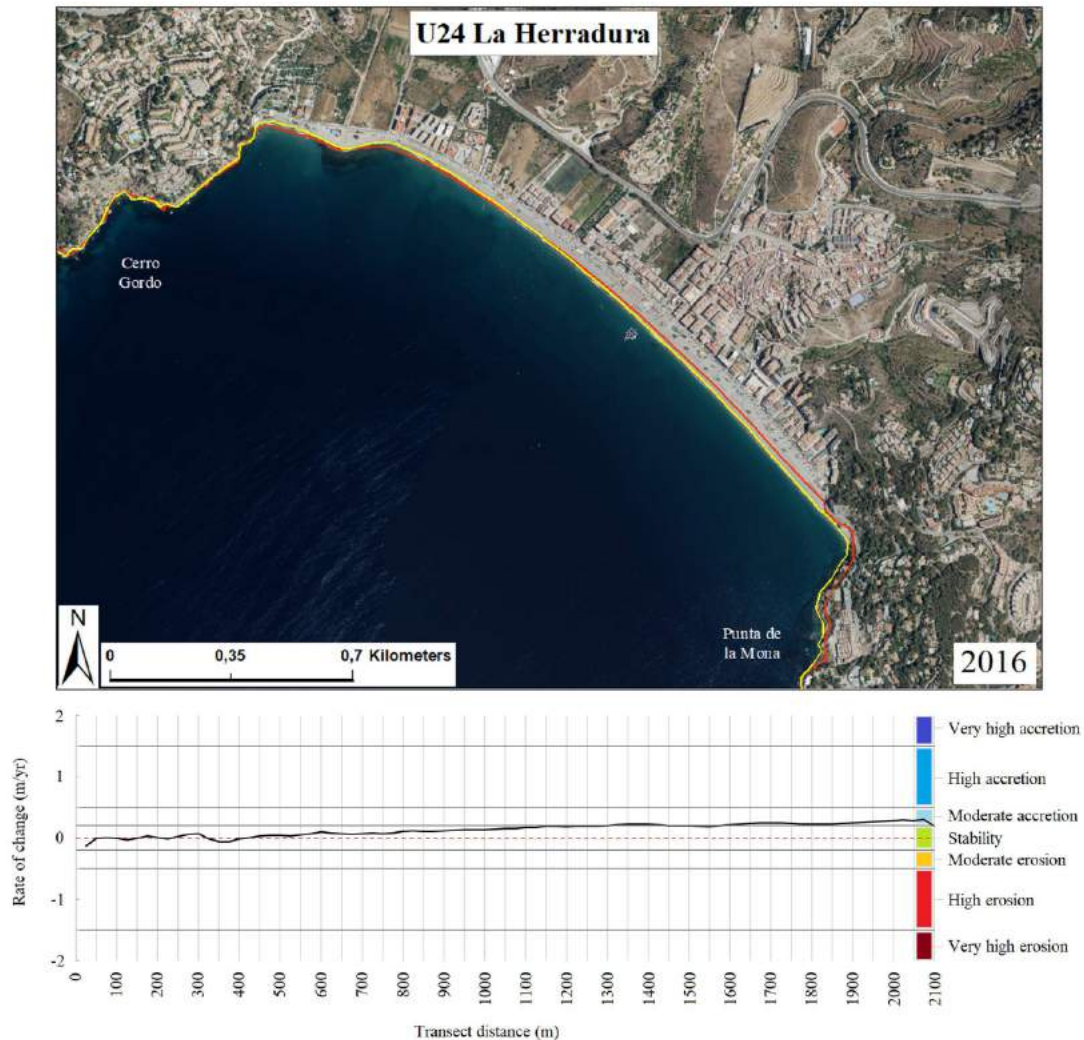 U24 La Herradura
Cerro
Gordo
Punta de
la Mona
N
0 0,35 0,7 Kilometers
2016
2
1
0
-1
-2
Rate of change (m/yr)
Very high accretion
High accretion
Moderate accretion
Stability
Moderate erosion
High erosion
Very high erosion
0 100 200 300 400 500 600 700 800 900 1000 1100 1200 1300 1400 1500 1600 1700 1800 1900 2000 2100
Transect distance (m)